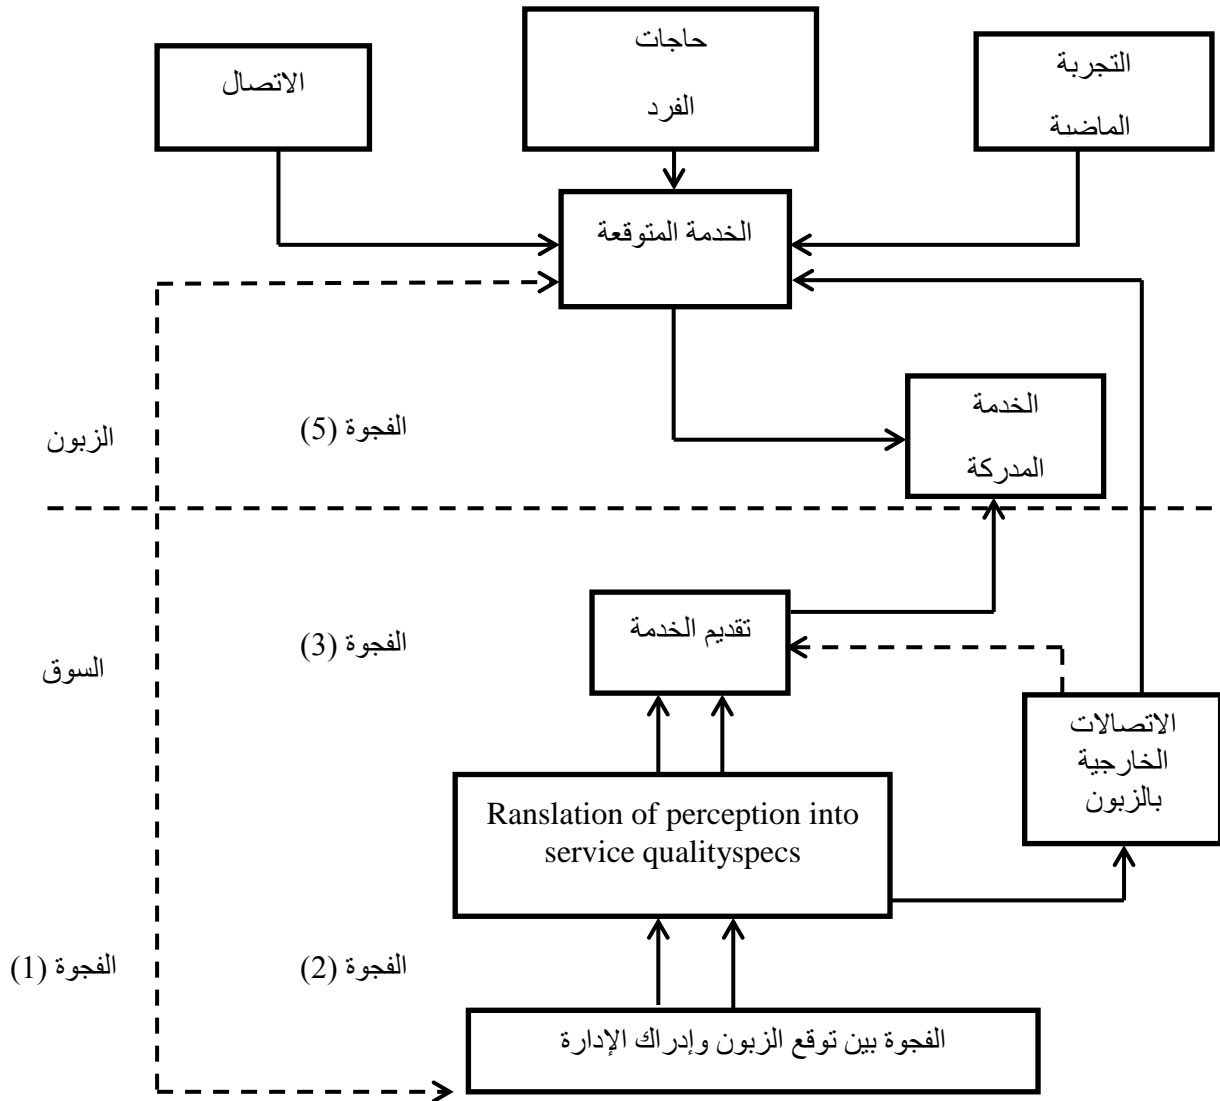 الاتصال
حاجات
الفرد
التجربة
الماضية
الخدمة المتوقعة
الخدمة
المدركة
الزبون
الفجوة (5)
تقديم الخدمة
الفجوة (3)
السوق
الاتصالات
الخارجية
بالزبون
Ranslation of perception into
service qualityspecs
الفجوة (1)
الفجوة (2)
الفجوة بين توقع الزبون وإدراك الإدارة